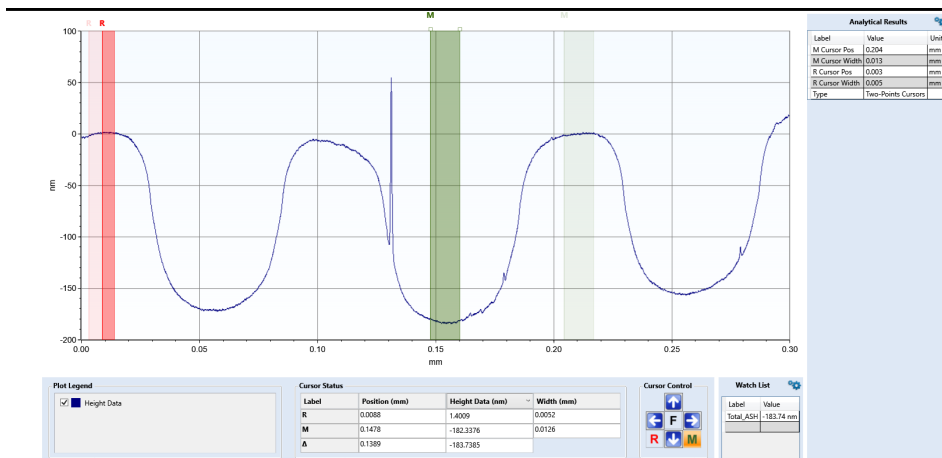 R R M M
100
50
0
-50
-100
-150
-200
nm
0.00 0.05 0.10 0.15 0.20 0.25 0.30
mm
Analytical Results
Label Value Unit
M Cursor Pos 0.204 mm
M Cursor Width 0.013 mm
R Cursor Pos 0.003 mm
R Cursor Width 0.005 mm
Type Two-Points Cursors
Plot Legend
Height Data
Cursor Status
Label Position (mm) Height Data (nm) Width (mm)
R 0.0088 1.4009 0.0052
M 0.1478 -182.3376 0.0126
Δ 0.1389 -183.7385
Cursor Control
F
R M
Watch List
Label Value
Total_ASH -183.74 nm